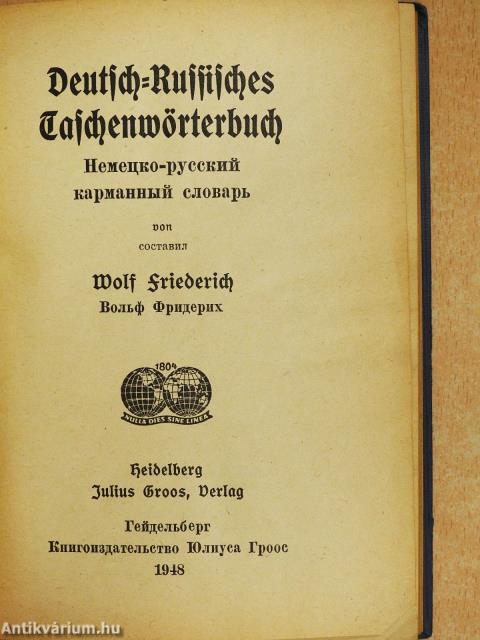 Deutsch-Russisches
Taschenwörterbuch
Немецко-русский
карманный словарь
von
составил
Wolf Friederich
Вольф Фридерих
1804
NULLA DIES SINE LINEA
Heidelberg
Julius Groos, Verlag
Гейдельберг
Книгоиздательство Юлиуса Гроос
1948
Antikvárium.hu